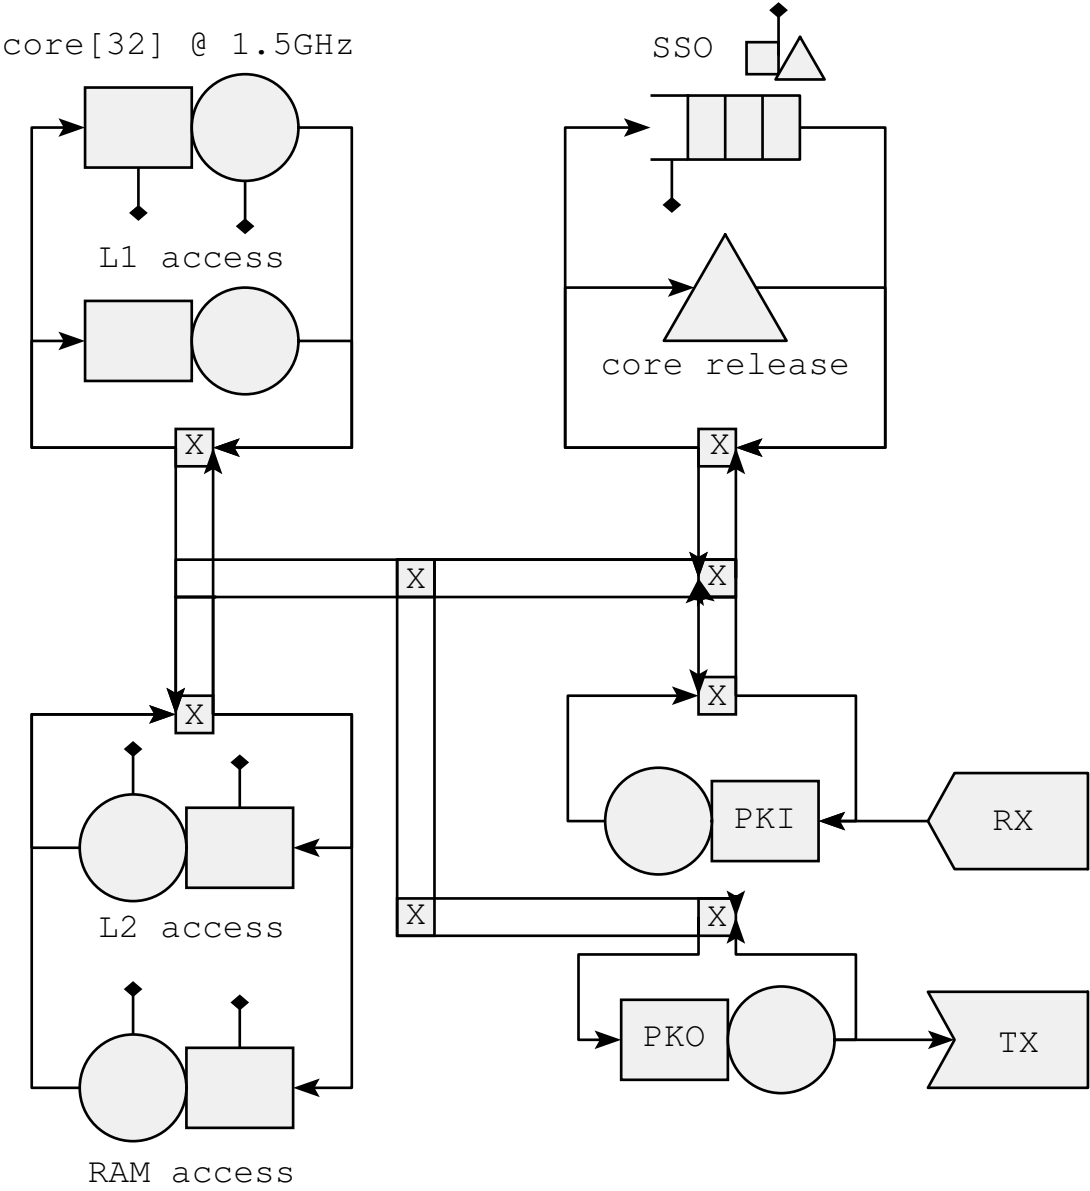 core[32] @ 1.5GHz
SSO
L1 access
core release
X
X
X
X
X
X
PKI
RX
L2 access
X
X
PKO
TX
RAM access